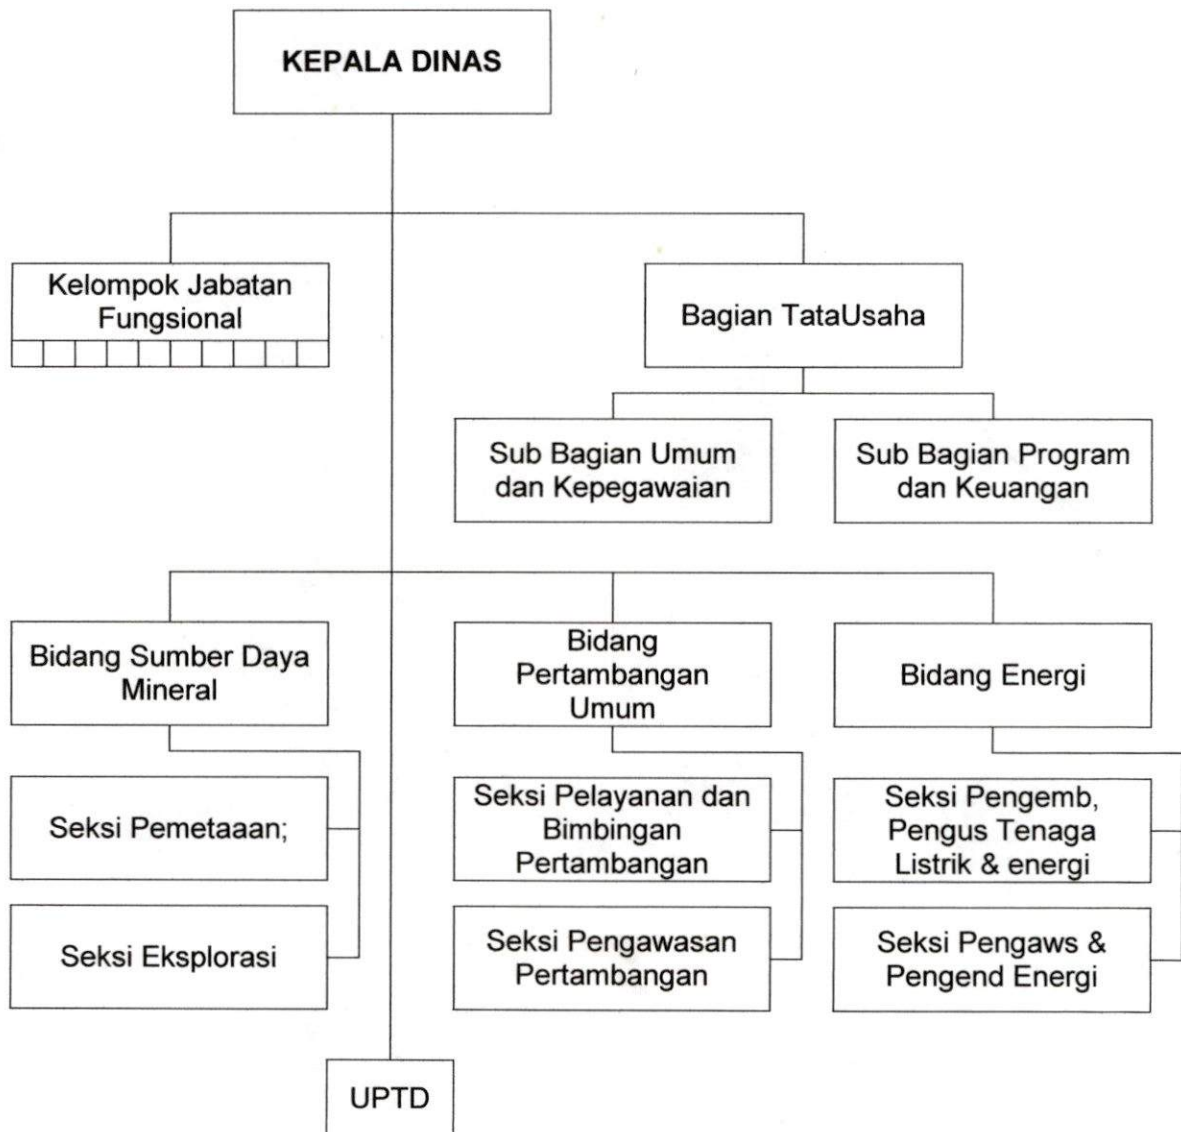 KEPALA DINAS
Kelompok Jabatan
Fungsional
Bagian TataUsaha
Sub Bagian Umum
dan Kepegawaian
Sub Bagian Program
dan Keuangan
Bidang Sumber Daya
Mineral
Bidang
Pertambangan
Umum
Bidang Energi
Seksi Pemetaaan;
Seksi Pelayanan dan
Bimbingan
Pertambangan
Seksi Pengemb,
Pengus Tenaga
Listrik & energi
Seksi Eksplorasi
Seksi Pengawasan
Pertambangan
Seksi Pengaws &
Pengend Energi
UPTD